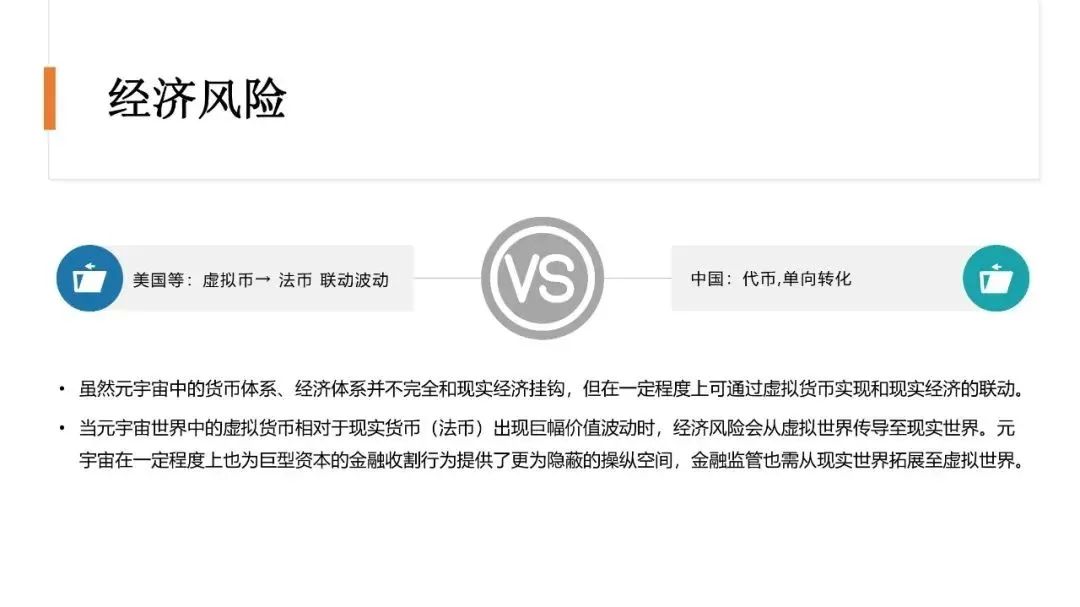 经济风险
美国等：虚拟币→ 法币 联动波动
VS
中国：代币,单向转化
• 虽然元宇宙中的货币体系、经济体系并不完全和现实经济挂钩，但在一定程度上可通过虚拟货币实现和现实经济的联动。
• 当元宇宙世界中的虚拟货币相对于现实货币（法币）出现巨幅价值波动时，经济风险会从虚拟世界传导至现实世界。元
宇宙在一定程度上也为巨型资本的金融收割行为提供了更为隐蔽的操纵空间，金融监管也需从现实世界拓展至虚拟世界。